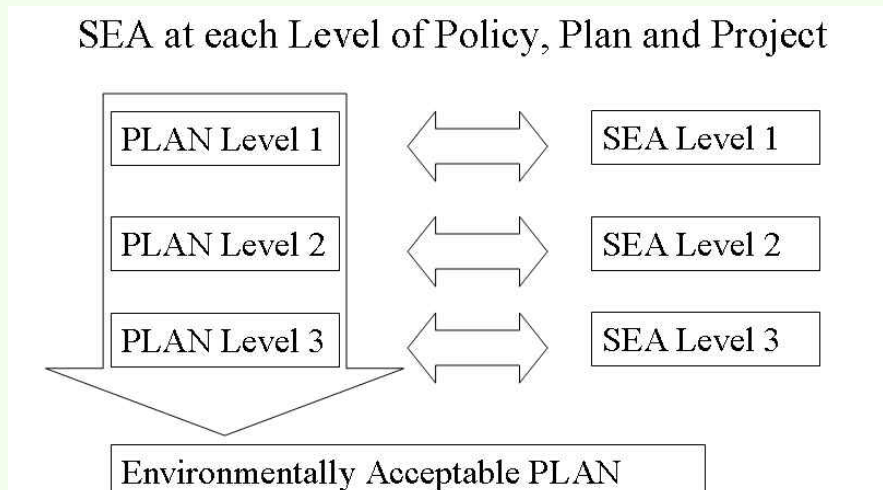 SEA at each Level of Policy, Plan and Project
PLAN Level 1
SEA Level 1
PLAN Level 2
SEA Level 2
PLAN Level 3
SEA Level 3
Environmentally Acceptable PLAN